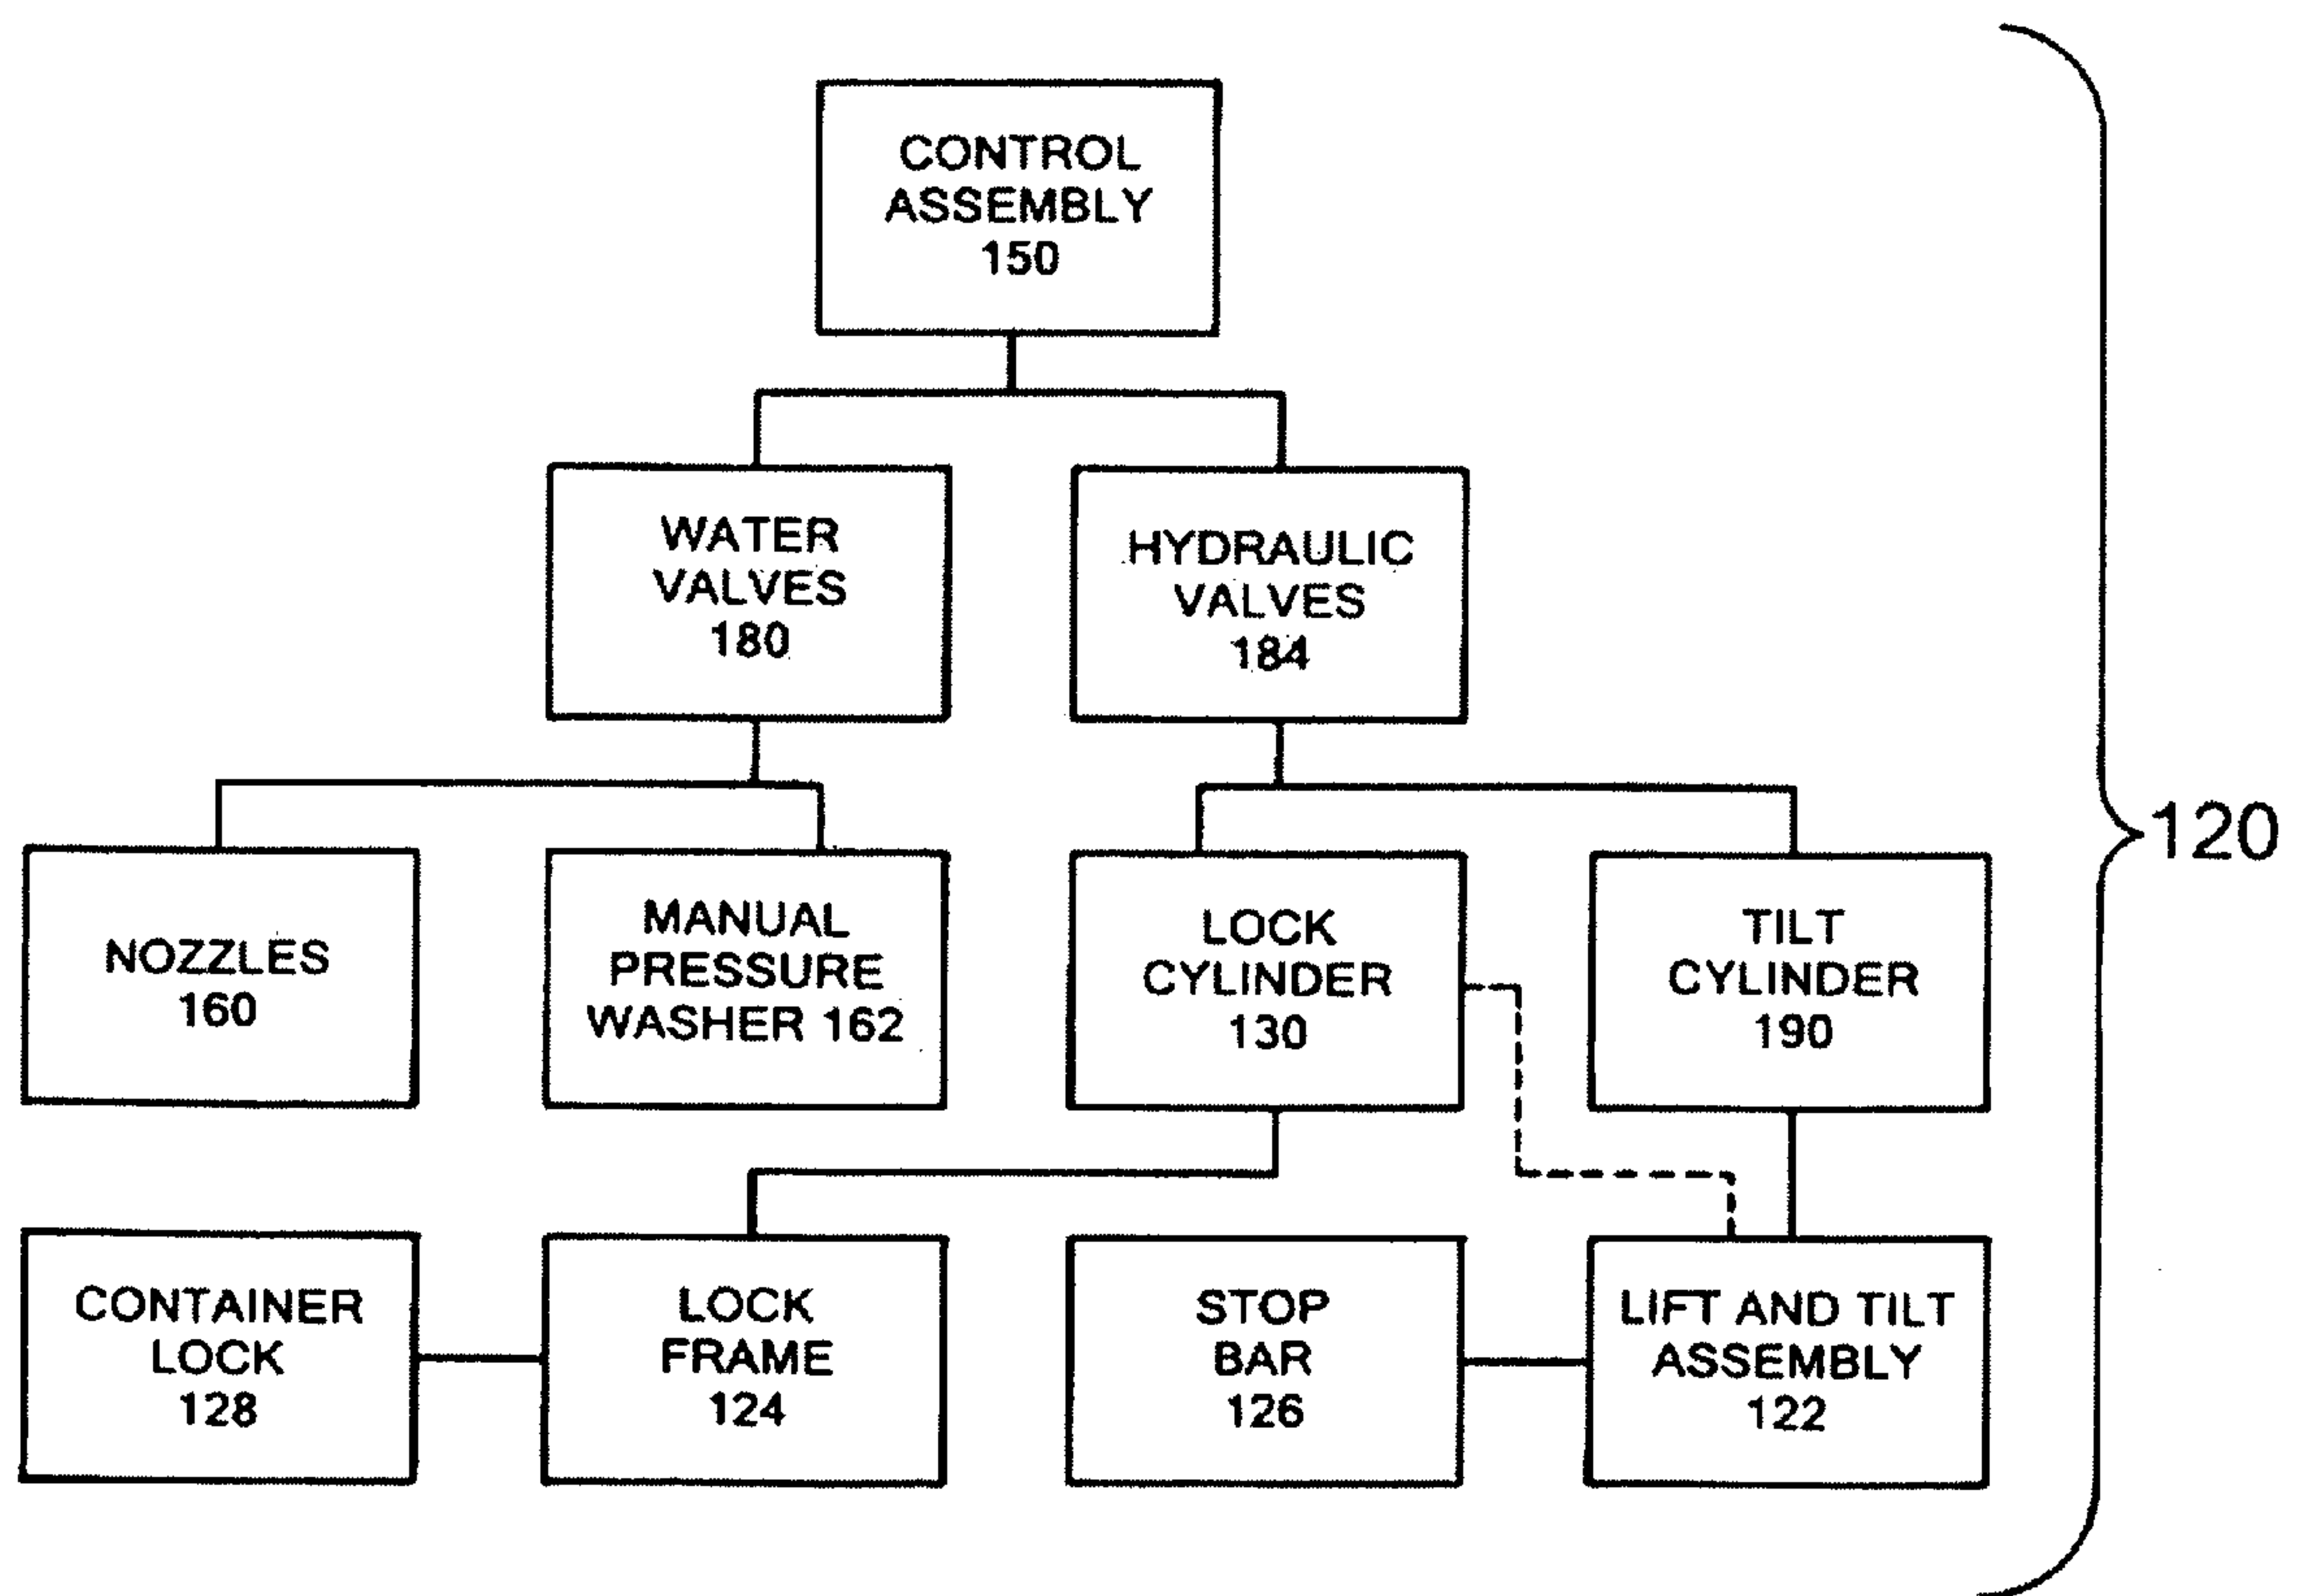 CONTROL
ASSEMBLY
150
WATER
VALVES
180
HYDRAULIC
VALVES
184
NOZZLES
160
MANUAL
PRESSURE
WASHER 162
LOCK
CYLINDER
130
TILT
CYLINDER
190
120
CONTAINER
LOCK
128
LOCK
FRAME
124
STOP
BAR
126
LIFT AND TILT
ASSEMBLY
122